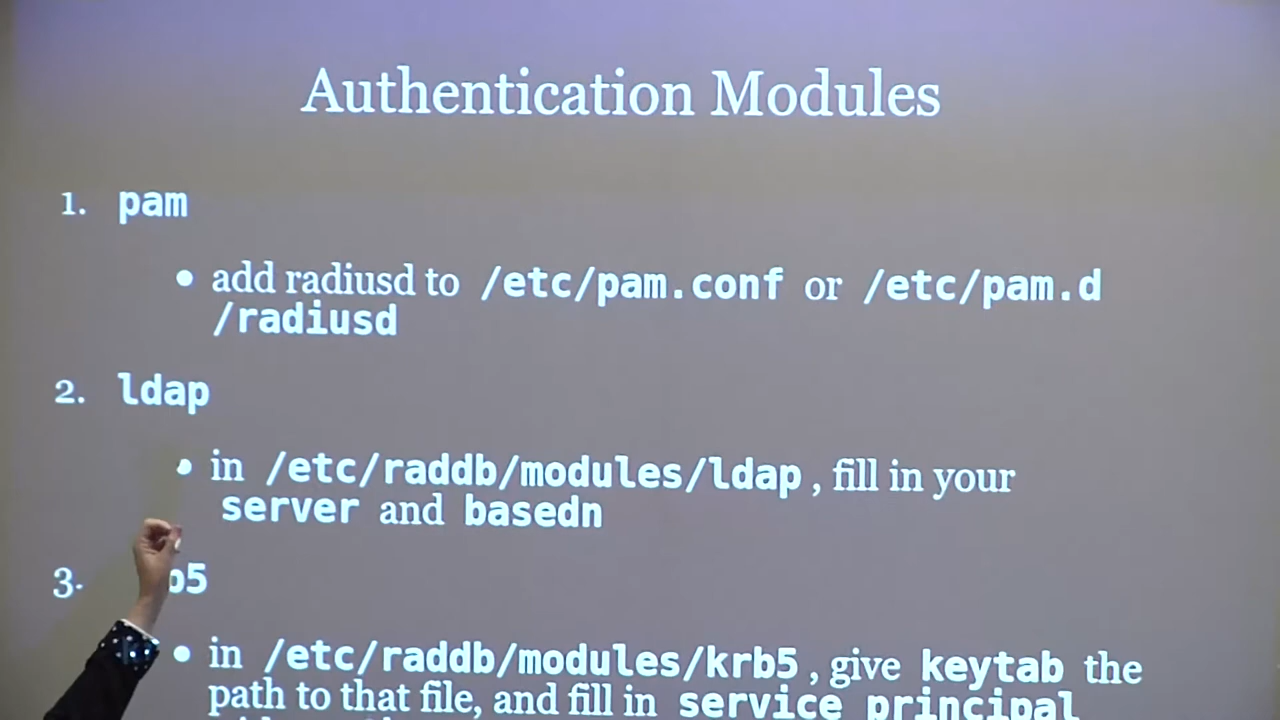 Authentication Modules
1. pam
• add radiusd to /etc/pam.conf or /etc/pam.d
/radiusd
2. ldap
• in /etc/raddb/modules/ldap, fill in your
server and basedn
3. b5
• in /etc/raddb/modules/krb5, give keytab the
path to that file, and fill in service_principal